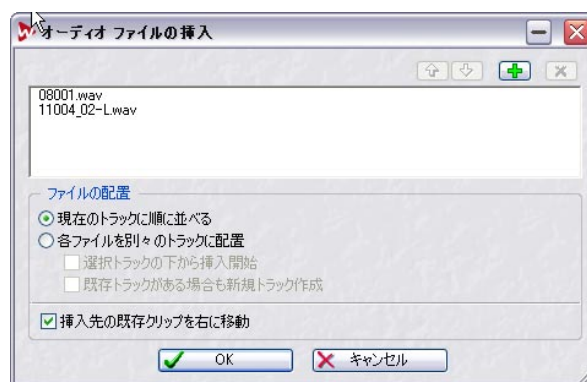 オーディオ ファイルの挿入
08001.wav
11004_02-L.wav
ファイルの配置
現在のトラックに順に並べる
各ファイルを別々のトラックに配置
選択トラックの下から挿入開始
既存トラックがある場合も新規トラック作成
挿入先の既存クリップを右に移動
OK
キャンセル